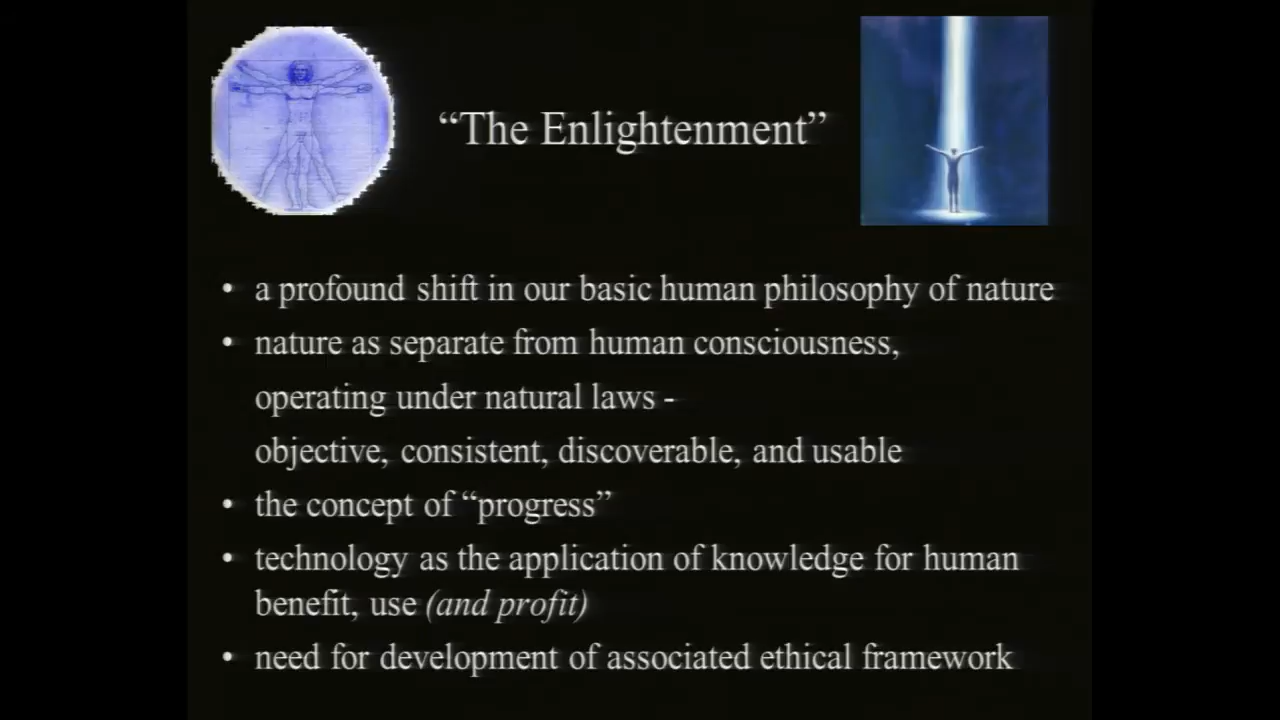 “The Enlightenment”
• a profound shift in our basic human philosophy of nature
• nature as separate from human consciousness,
operating under natural laws -
objective, consistent, discoverable, and usable
• the concept of “progress”
• technology as the application of knowledge for human
benefit, use (and profit)
• need for development of associated ethical framework